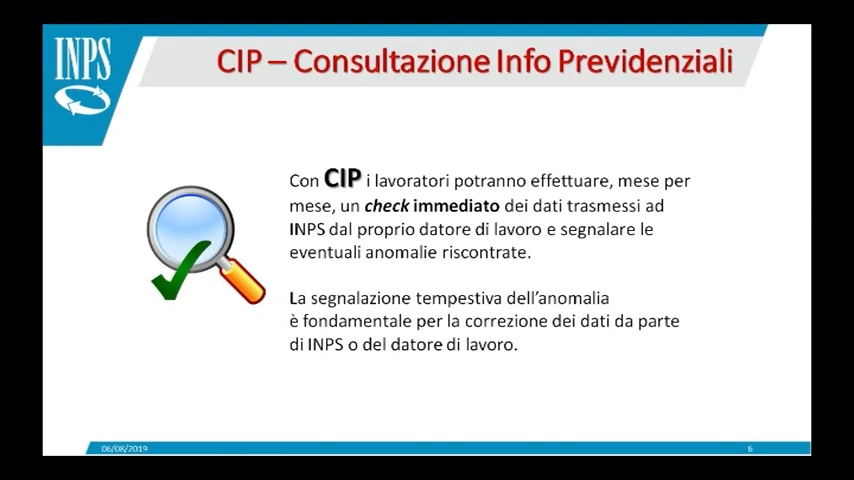 INPS
CIP – Consultazione Info Previdenziali
Con CIP i lavoratori potranno effettuare, mese per
mese, un check immediato dei dati trasmessi ad
INPS dal proprio datore di lavoro e segnalare le
eventuali anomalie riscontrate.
La segnalazione tempestiva dell’anomalia
è fondamentale per la correzione dei dati da parte
di INPS o del datore di lavoro.
06/08/2019
6